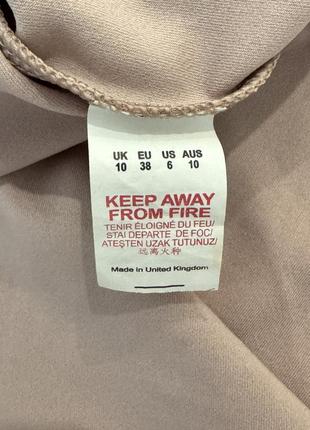 UK EU US AUS
10 38 6 10
KEEP AWAY
FROM FIRE
TENIR ÉLOIGNÉ DU FEU/
STAI DEPARTE DE FOC/
ATEŞTEN UZAK TUTUNUZ/
远离火种
Made in United Kingdom